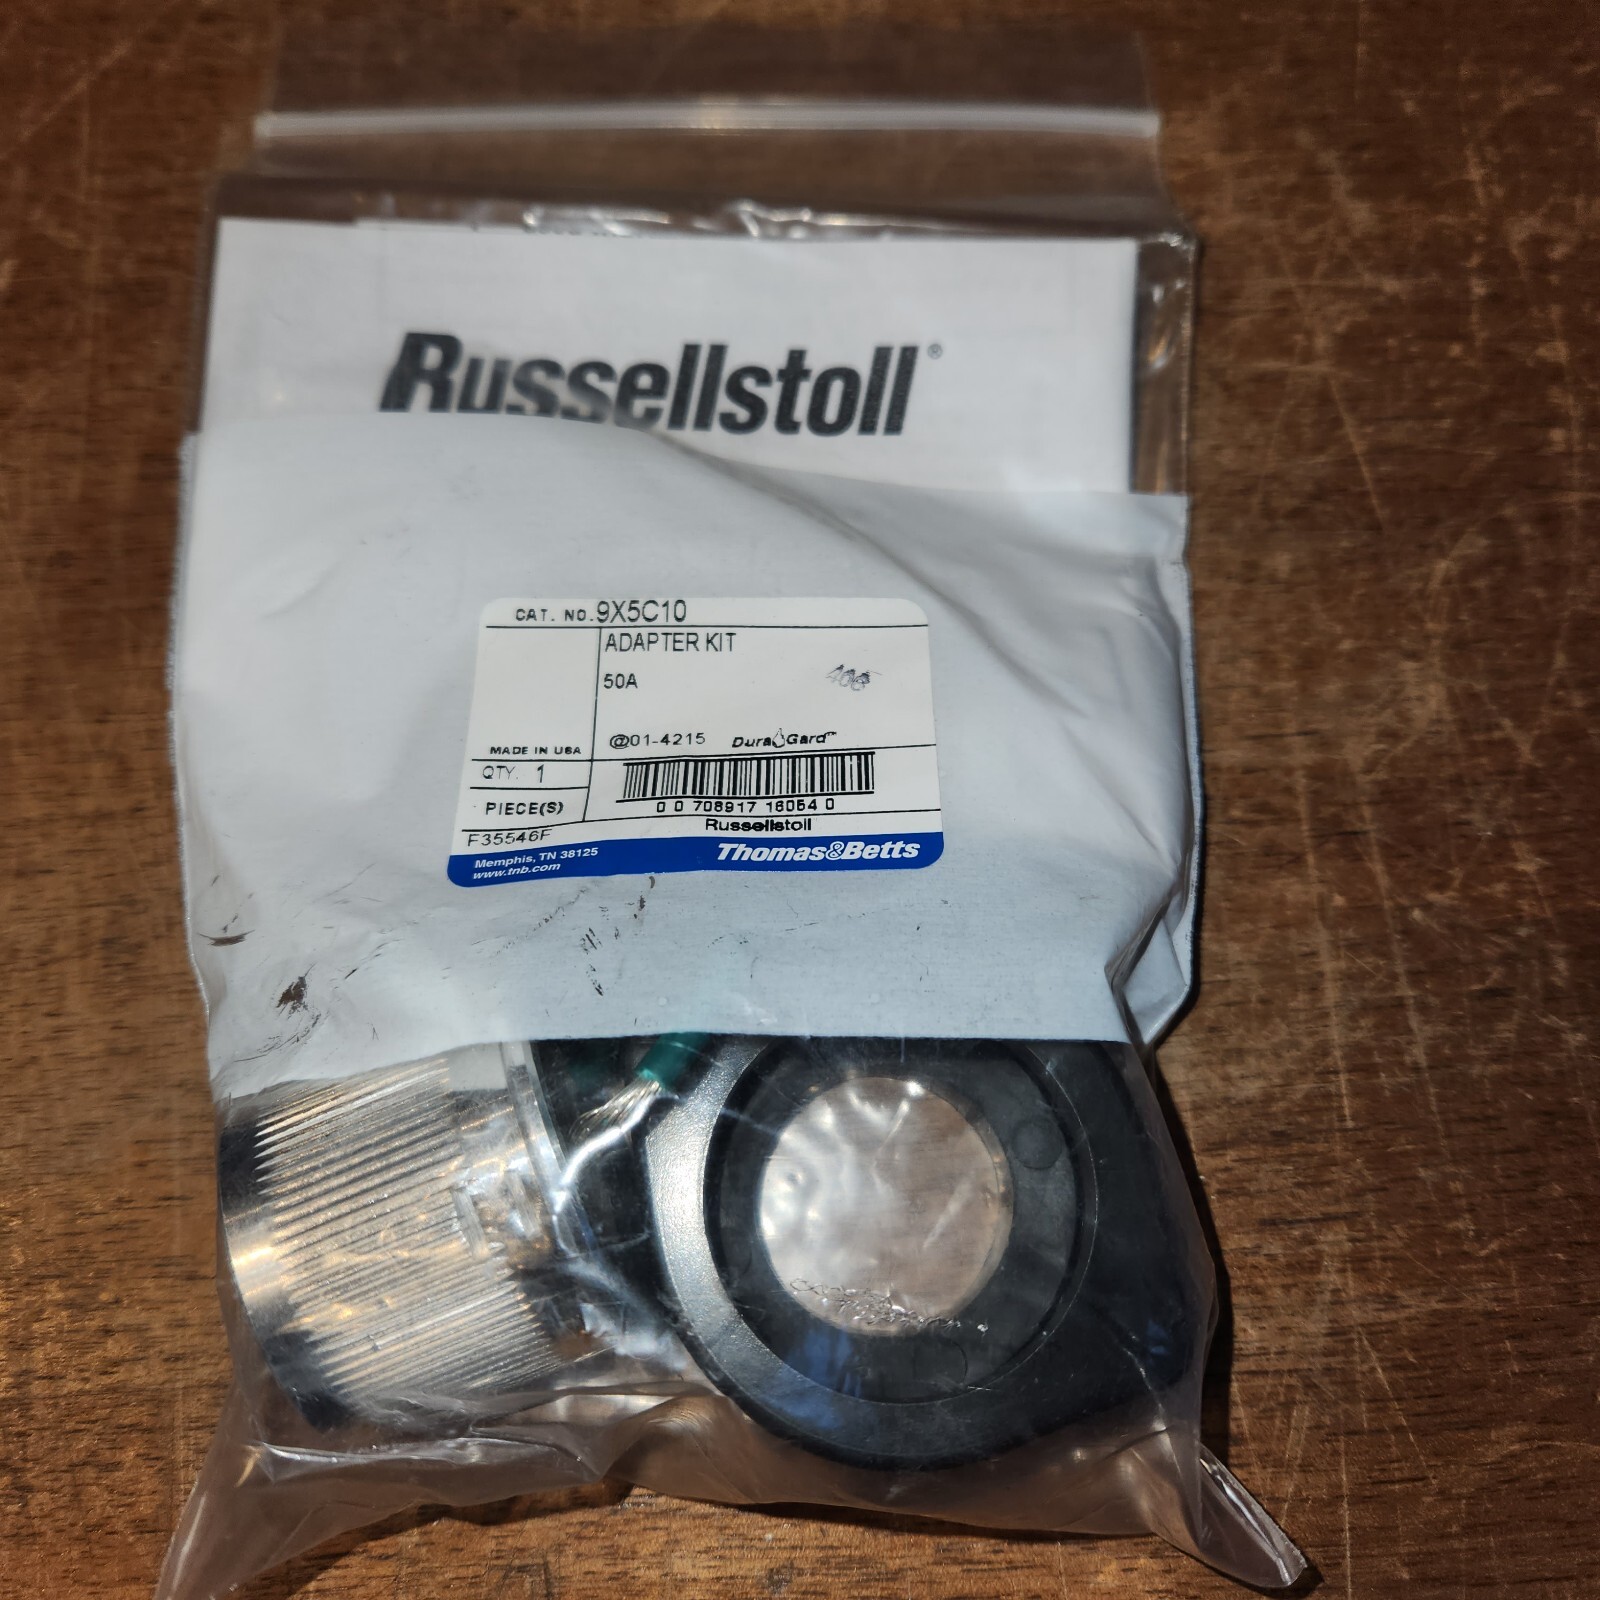 Russellstoll®
CAT. NO. 9X5C10
ADAPTER KIT
50A
406
@01-4215 DuraGard™
MADE IN USA
QTY. 1
PIECE(S)
0 0 708917 16054 0
F35546F
Russellstoll
Memphis, TN 38125
www.tnb.com
Thomas&Betts